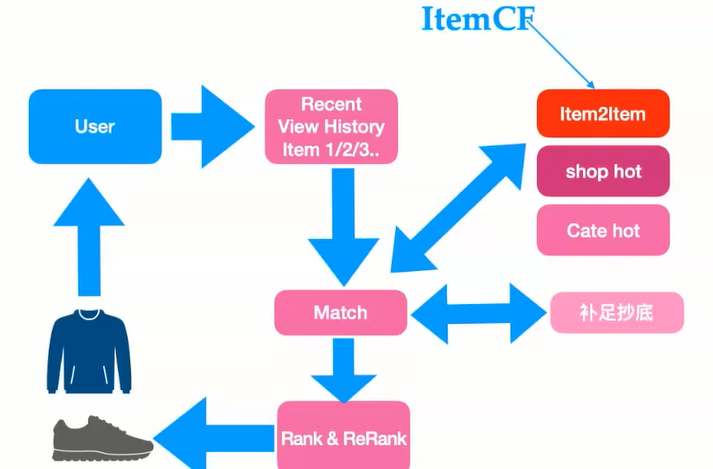 ItemCF
User
Recent
View History
Item 1/2/3..
Item2Item
shop hot
Cate hot
Match
补足抄底
Rank & ReRank